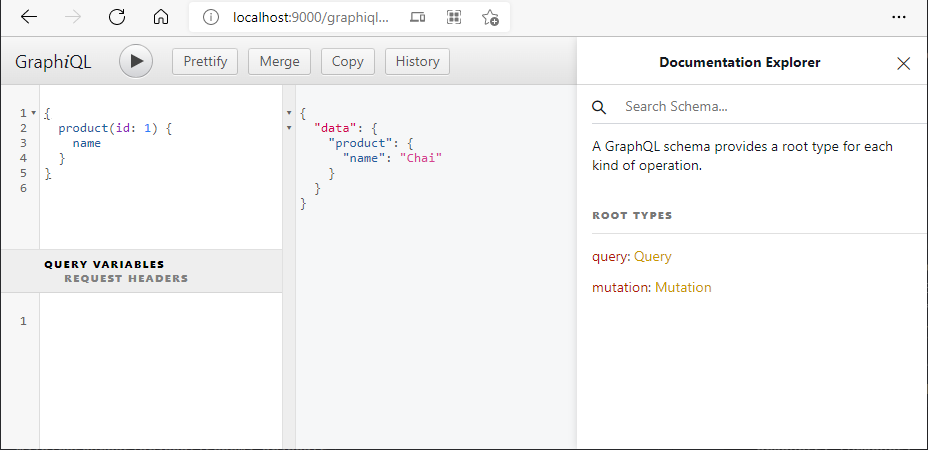 localhost:9000/graphiql...
GraphiQL
Prettify
Merge
Copy
History
1 {
2 product(id: 1) {
3 name
4 }
5 }
6
QUERY VARIABLES
REQUEST HEADERS
1
{
"data": {
"product": {
"name": "Chai"
}
}
}
Documentation Explorer
Search Schema...
A GraphQL schema provides a root type for each
kind of operation.
ROOT TYPES
query: Query
mutation: Mutation